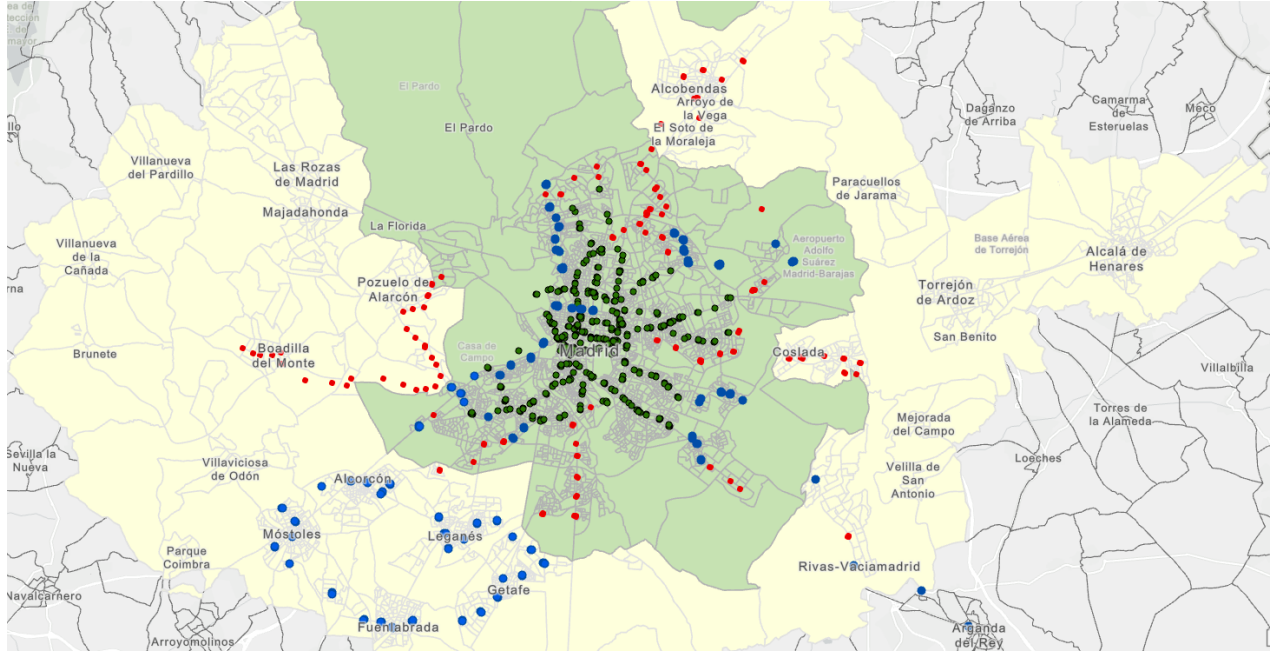 tección
de
mayor
El Pardo
El Pardo
Alcobendas
Arroyo de
la Vega
El Soto de
la Moraleja
Daganzo
de Arriba
Camarma
de
Esteruelas
Meco
Villanueva
del Pardillo
Las Rozas
de Madrid
Majadahonda
La Florida
Paracuellos
de Jarama
Villanueva
de la
Cañada
Aeropuerto
Adolfo
Suárez
Madrid-Barajas
Base Aérea
de Torrejón
Alcalá de
Henares
Pozuelo de
Alarcón
Torrejón
de Ardoz
San Benito
Brunete
Boadilla
del Monte
Casa de
Campo
Madrid
Coslada
Villalbilla
Mejorada
del Campo
Torres de
la Alameda
Sevilla la
Nueva
Villaviciosa
de Odón
Alcorcón
Velilla de
San
Antonio
Loeches
Móstoles
Leganés
Parque
Coimbra
Getafe
Rivas-Vaciamadrid
Navalcarnero
Arroyomolinos
Fuenlabrada
Arganda
del Rey